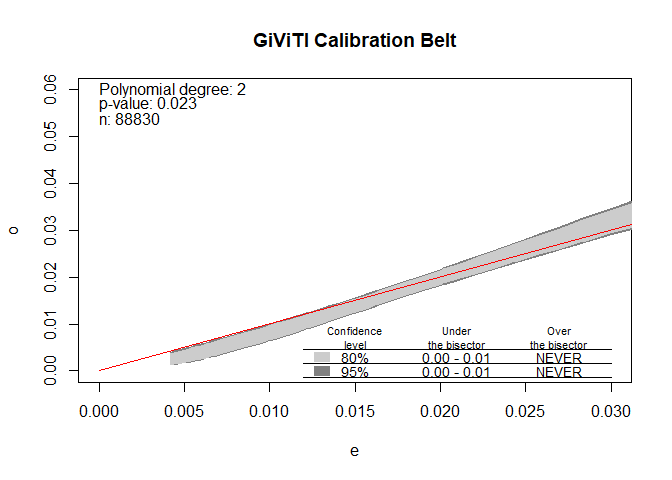 GiViTI Calibration Belt
Polynomial degree: 2
p-value: 0.023
n: 88830
0.06
0.05
0.04
0.03
0.02
0.01
0.00
o
Confidence level Under the bisector Over the bisector
80% 0.00 - 0.01 NEVER
95% 0.00 - 0.01 NEVER
0.000 0.005 0.010 0.015 0.020 0.025 0.030
e